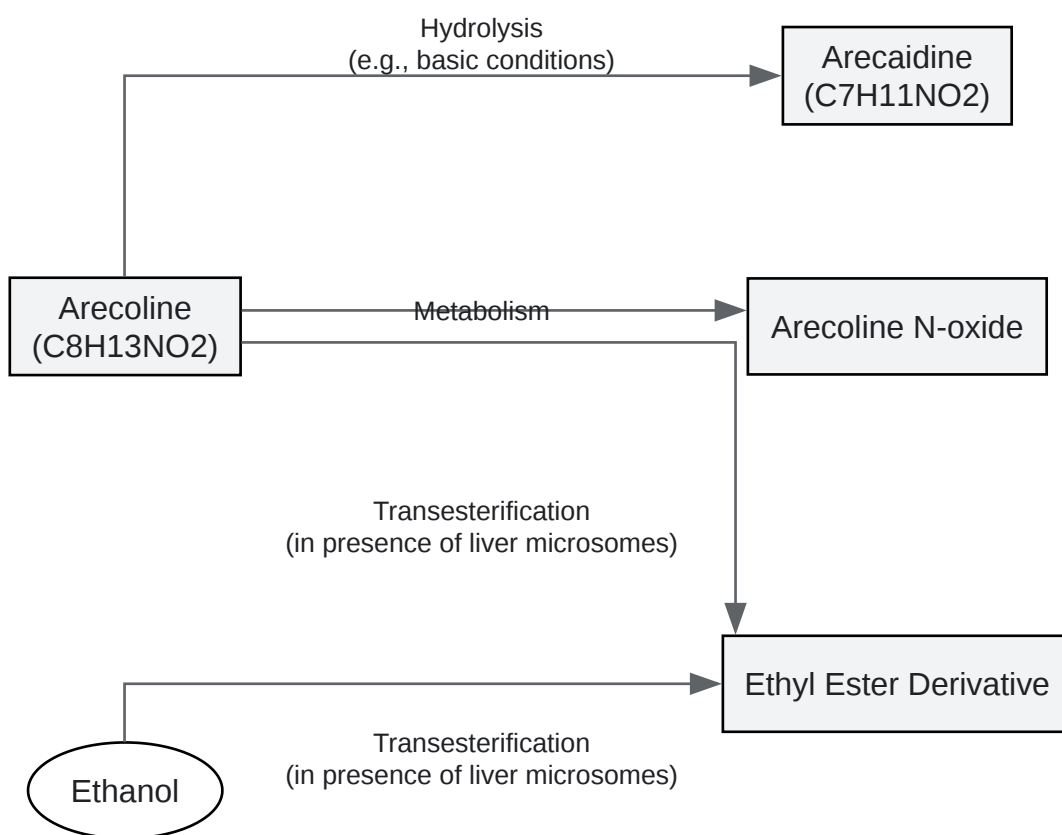 Hydrolysis
(e.g., basic conditions)
Arecaidine
(C7H11NO2)
Arecoline
(C8H13NO2)
Metabolism
Arecoline N-oxide
Transesterification
(in presence of liver microsomes)
Ethyl Ester Derivative
Transesterification
(in presence of liver microsomes)
Ethanol